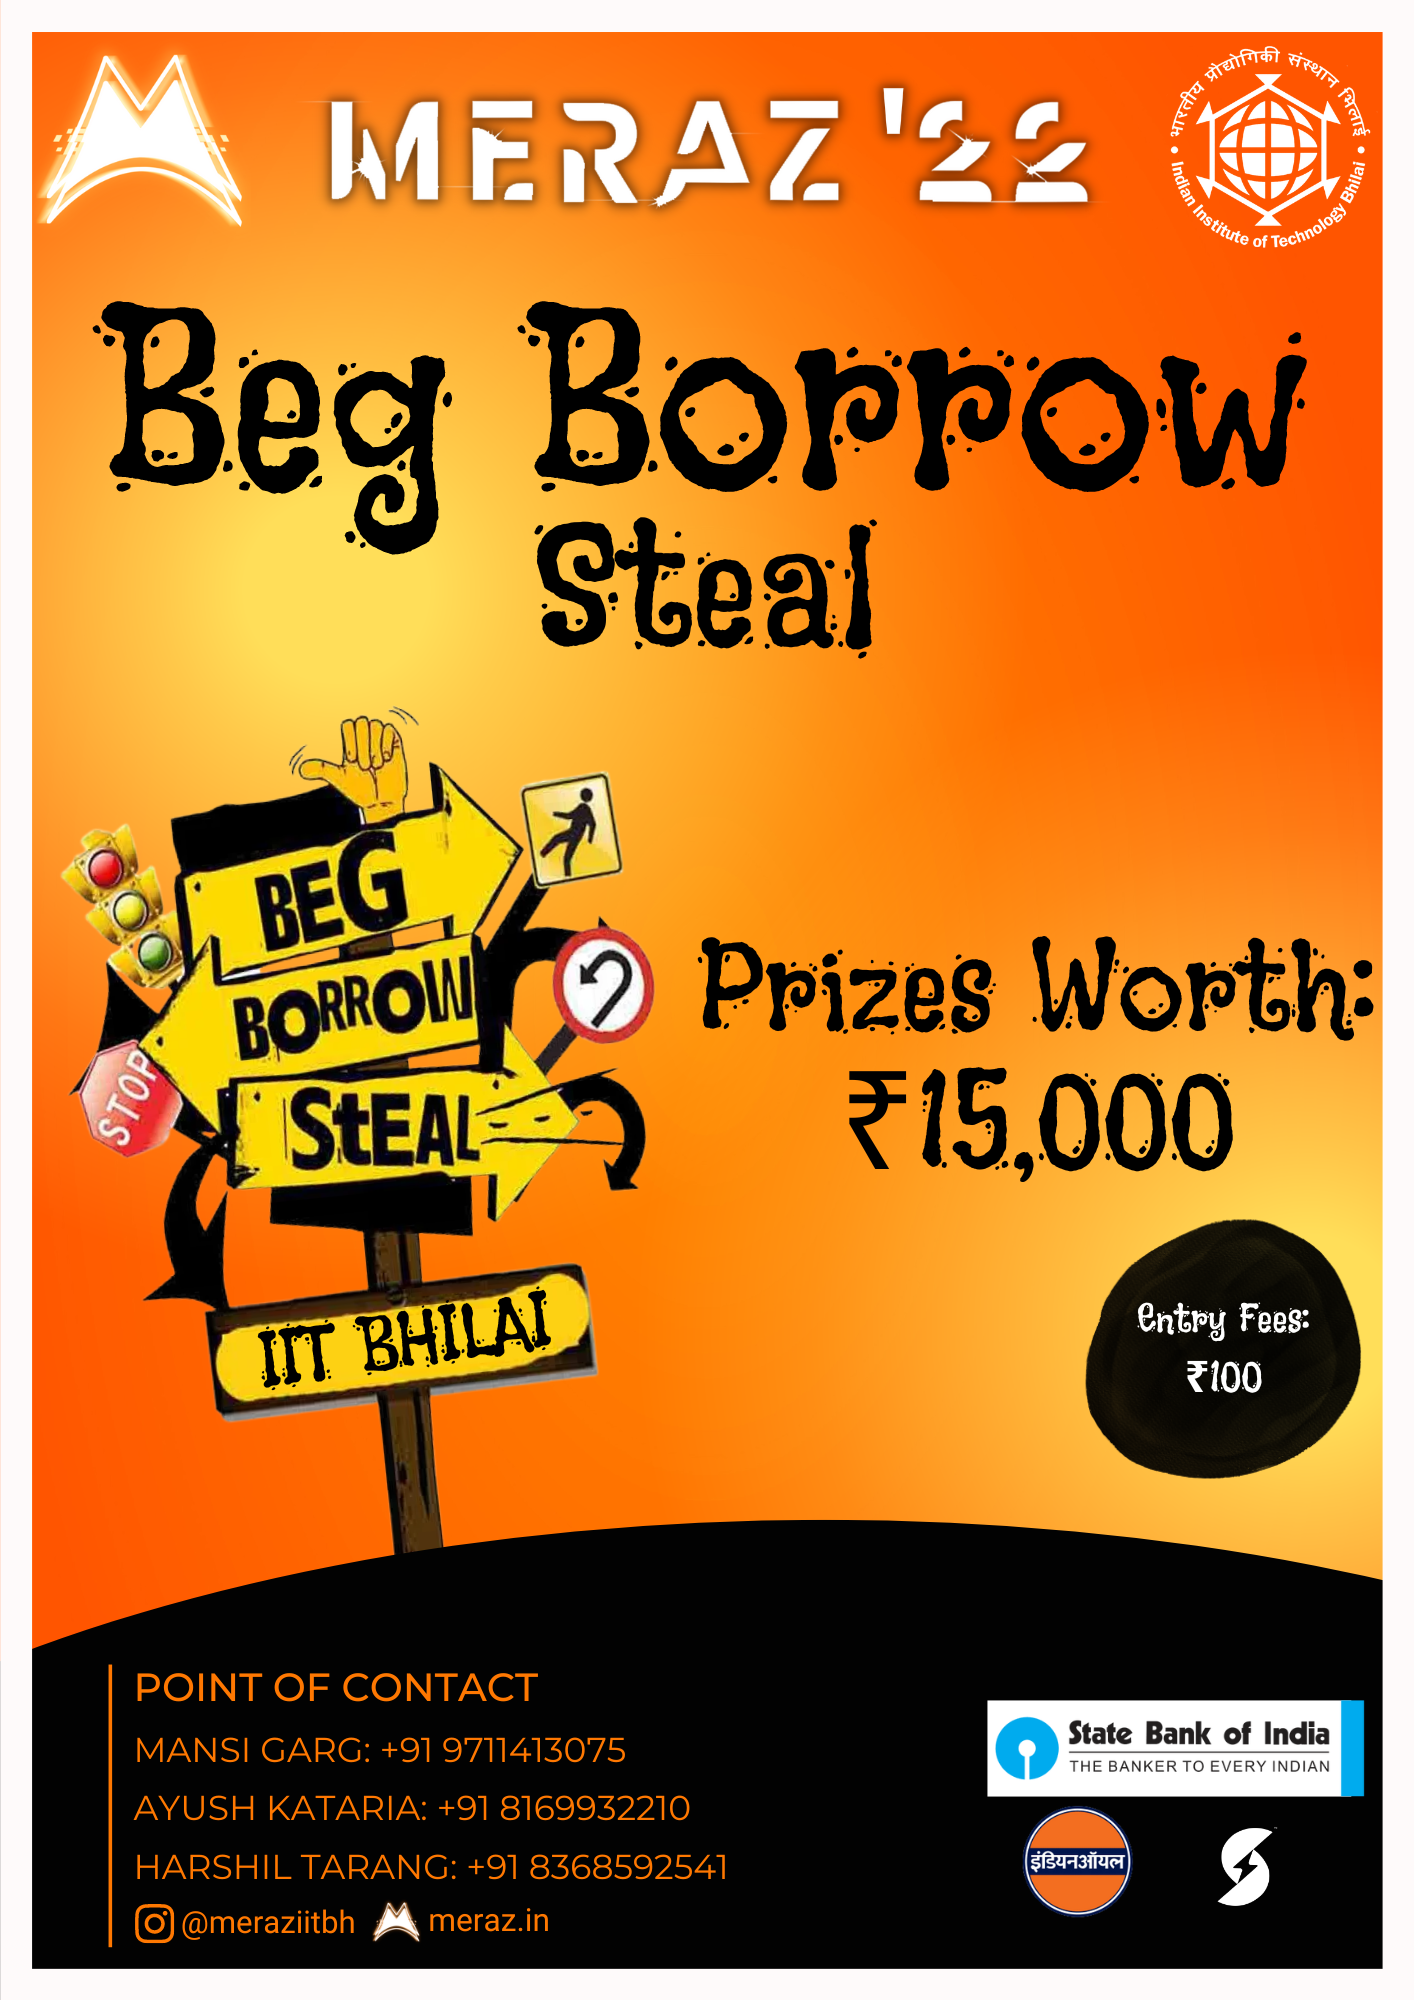 MERAZ '22
भारतीय प्रौद्योगिकी संस्थान भिलाई
Indian Institute of Technology Bhilai
Beg Borrow
Steal
BEG
BORROW
StEAL
STOP
IIT BHILAI
Prizes Worth:
₹15,000
Entry Fees:
₹100
POINT OF CONTACT
MANSI GARG: +91 9711413075
AYUSH KATARIA: +91 8169932210
HARSHIL TARANG: +91 8368592541
@meraziitbh meraz.in
State Bank of India
THE BANKER TO EVERY INDIAN
इंडियनऑयल